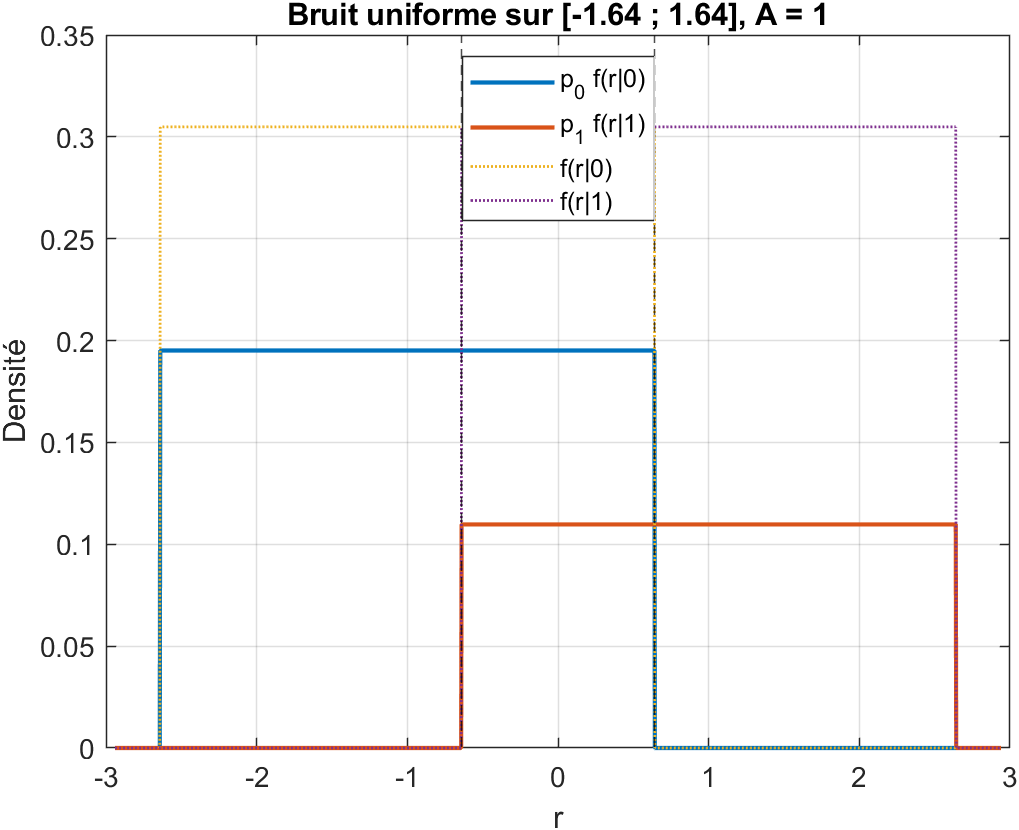 Bruit uniforme sur [-1.64 ; 1.64], A = 1
0.35
0.3
0.25
0.2
0.15
0.1
0.05
0
Densité
p0 f(r|0)
p1 f(r|1)
f(r|0)
f(r|1)
-3 -2 -1 0 1 2 3
r